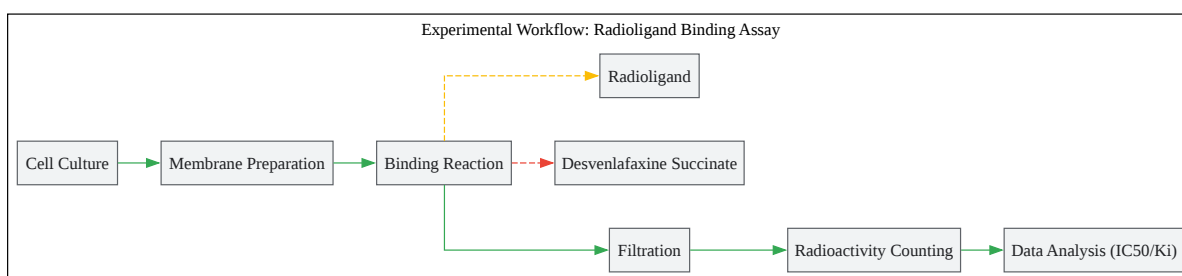 Experimental Workflow: Radioligand Binding Assay
Radioligand
Cell Culture
Membrane Preparation
Binding Reaction
Desvenlafaxine Succinate
Filtration
Radioactivity Counting
Data Analysis (IC50/Ki)